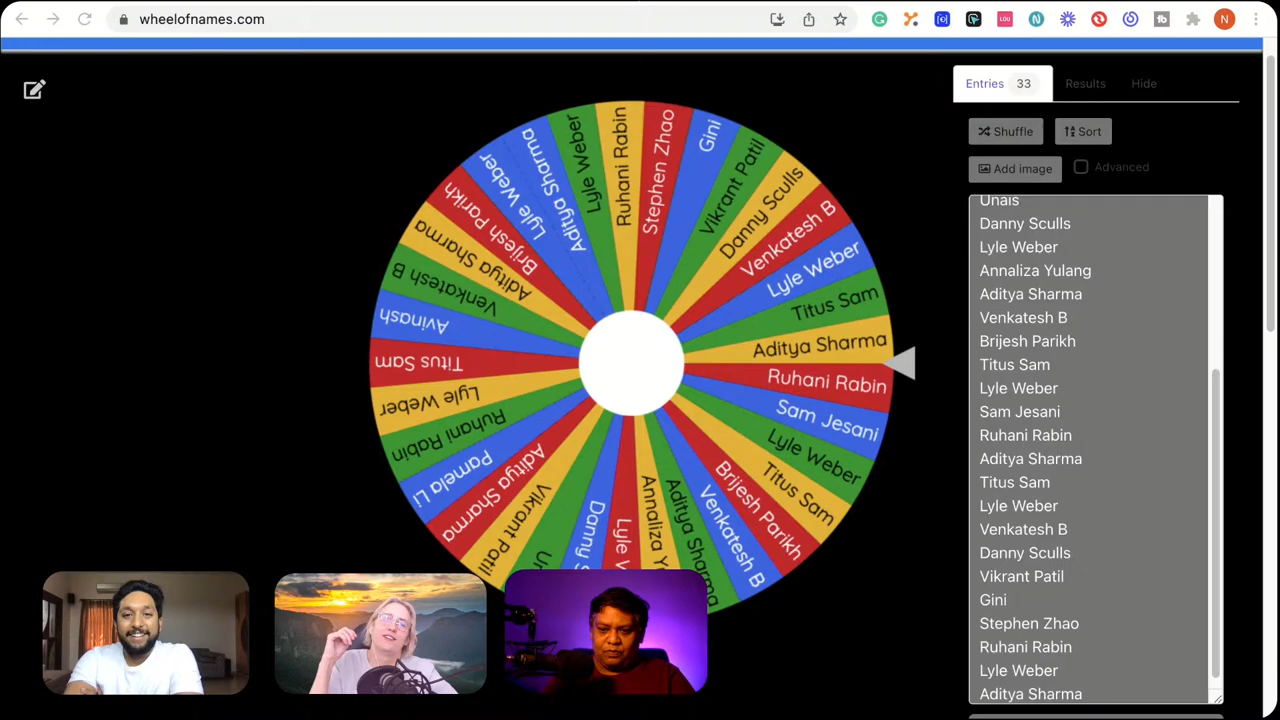 wheelofnames.com
LOU
N
tb
N
Entries 33
Results
Hide
Shuffle
Sort
Add image
Advanced
Unais
Danny Sculls
Lyle Weber
Annaliza Yulang
Aditya Sharma
Venkatesh B
Brijesh Parikh
Titus Sam
Lyle Weber
Sam Jesani
Ruhani Rabin
Aditya Sharma
Titus Sam
Lyle Weber
Venkatesh B
Danny Sculls
Vikrant Patil
Gini
Stephen Zhao
Ruhani Rabin
Lyle Weber
Aditya Sharma
Ruhani Rabin
Stephen Zhao
Gini
Vikrant Patil
Danny Sculls
Venkatesh B
Lyle Weber
Titus Sam
Aditya Sharma
Ruhani Rabin
Sam Jesani
Lyle Weber
Titus Sam
Brijesh Parikh
Venkatesh B
Aditya Sharma
Annaliza Y
Lyle
Danny
Vikrant Patil
Aditya Sharma
Pamela Ll
Ruhani Rabin
Lyle Weber
Titus Sam
Avinash
Venkatesh B
Aditya Sharma
Brijesh Parikh
Lyle Weber
Aditya Sharma
Lyle Weber